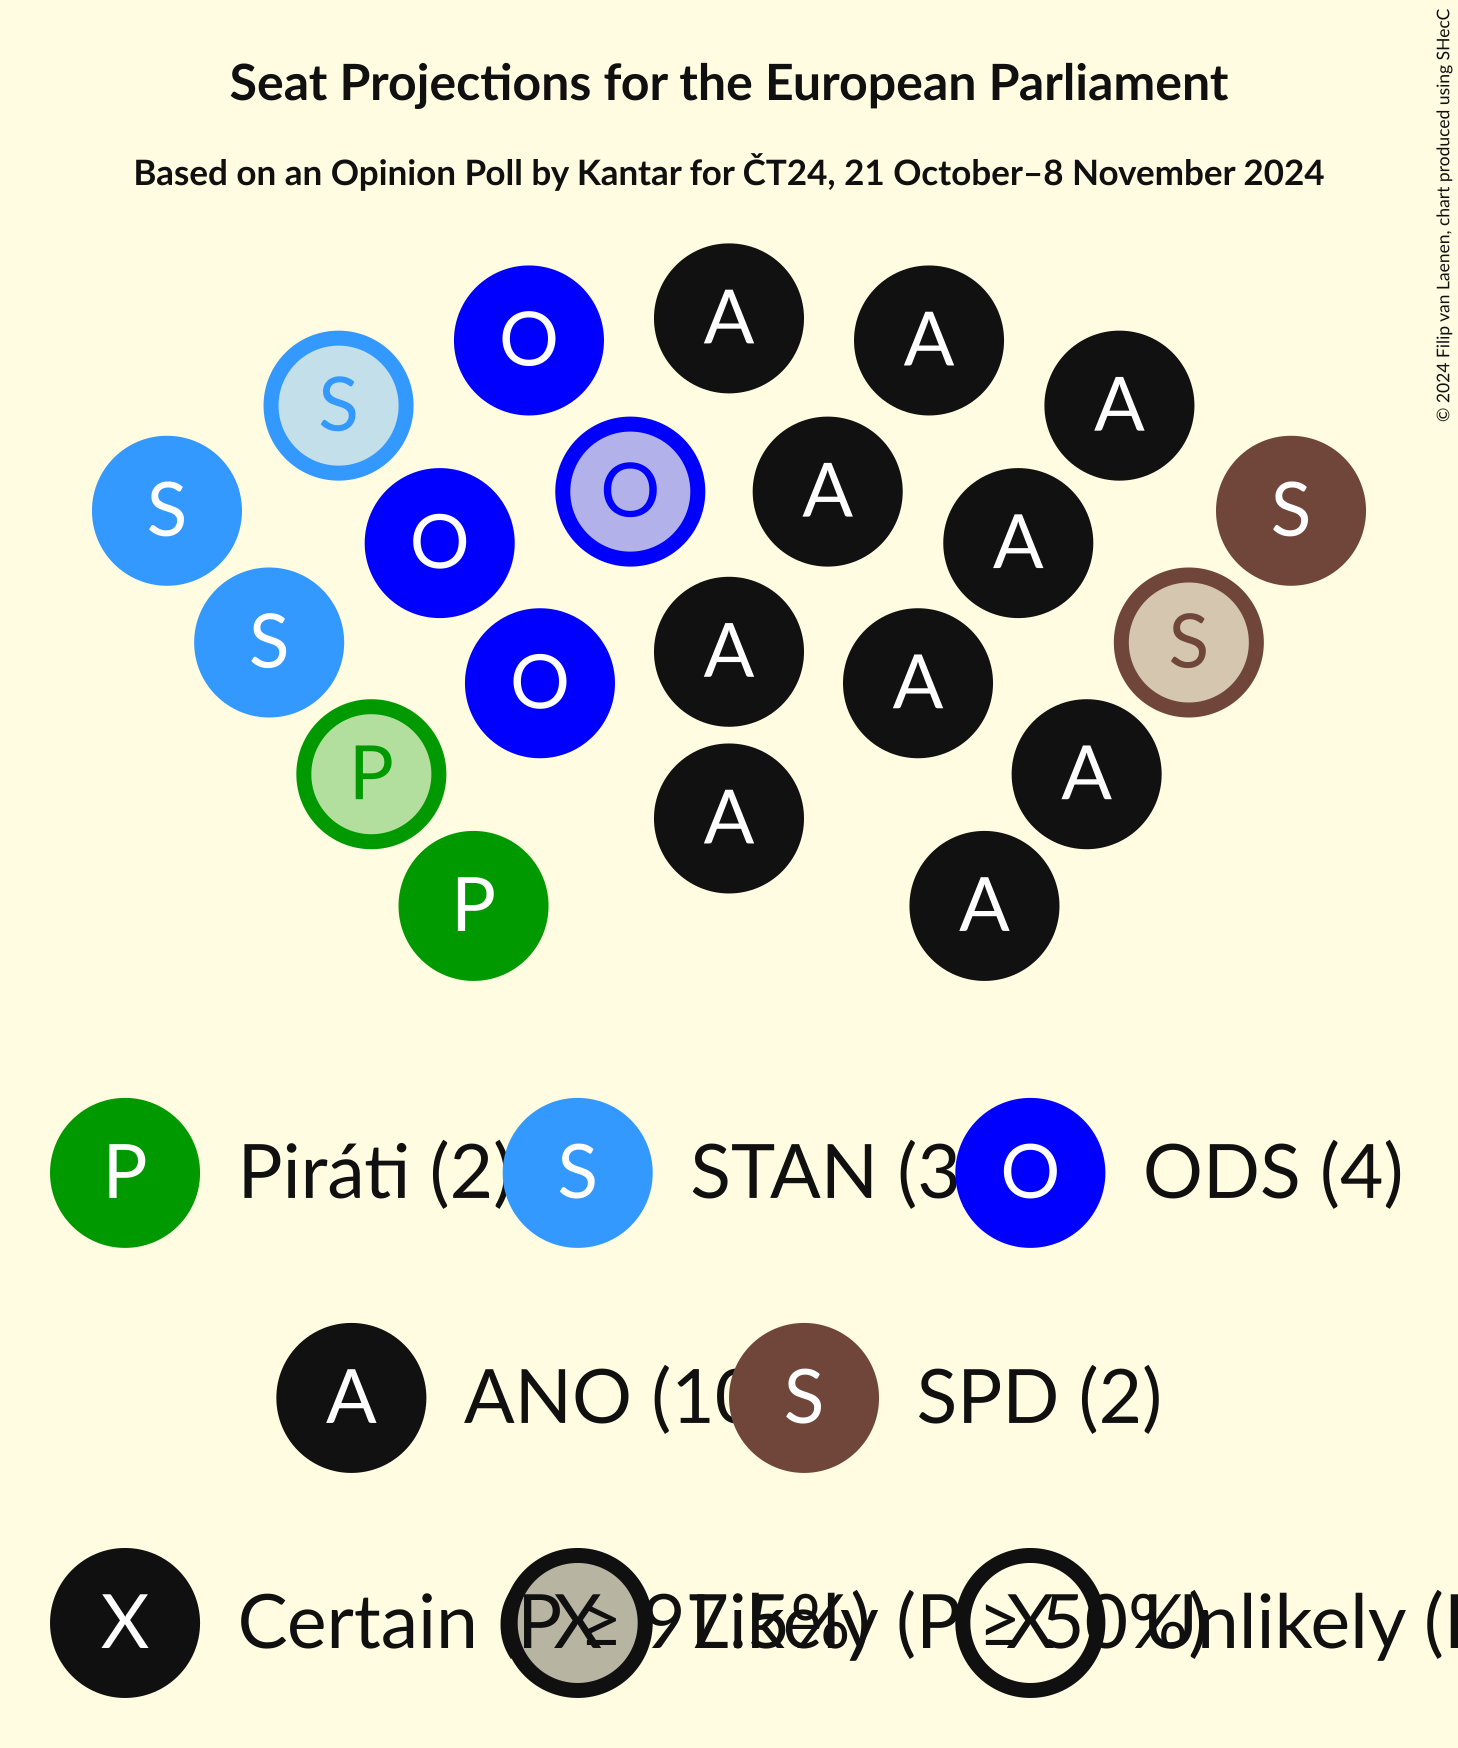 Seat Projections for the European Parliament
Based on an Opinion Poll by Kantar for ČT24, 21 October–8 November 2024
© 2024 Filip van Laenen, chart produced using SHecC
A
O A A
S A
O A
S O A S
S O A A S
P A A
P A
P Piráti (2) S STAN (3 O ODS (4)
A ANO (10 S SPD (2)
X Certain (P ≥ 97.5%) X Likely (P ≥ 50%) X Unlikely (